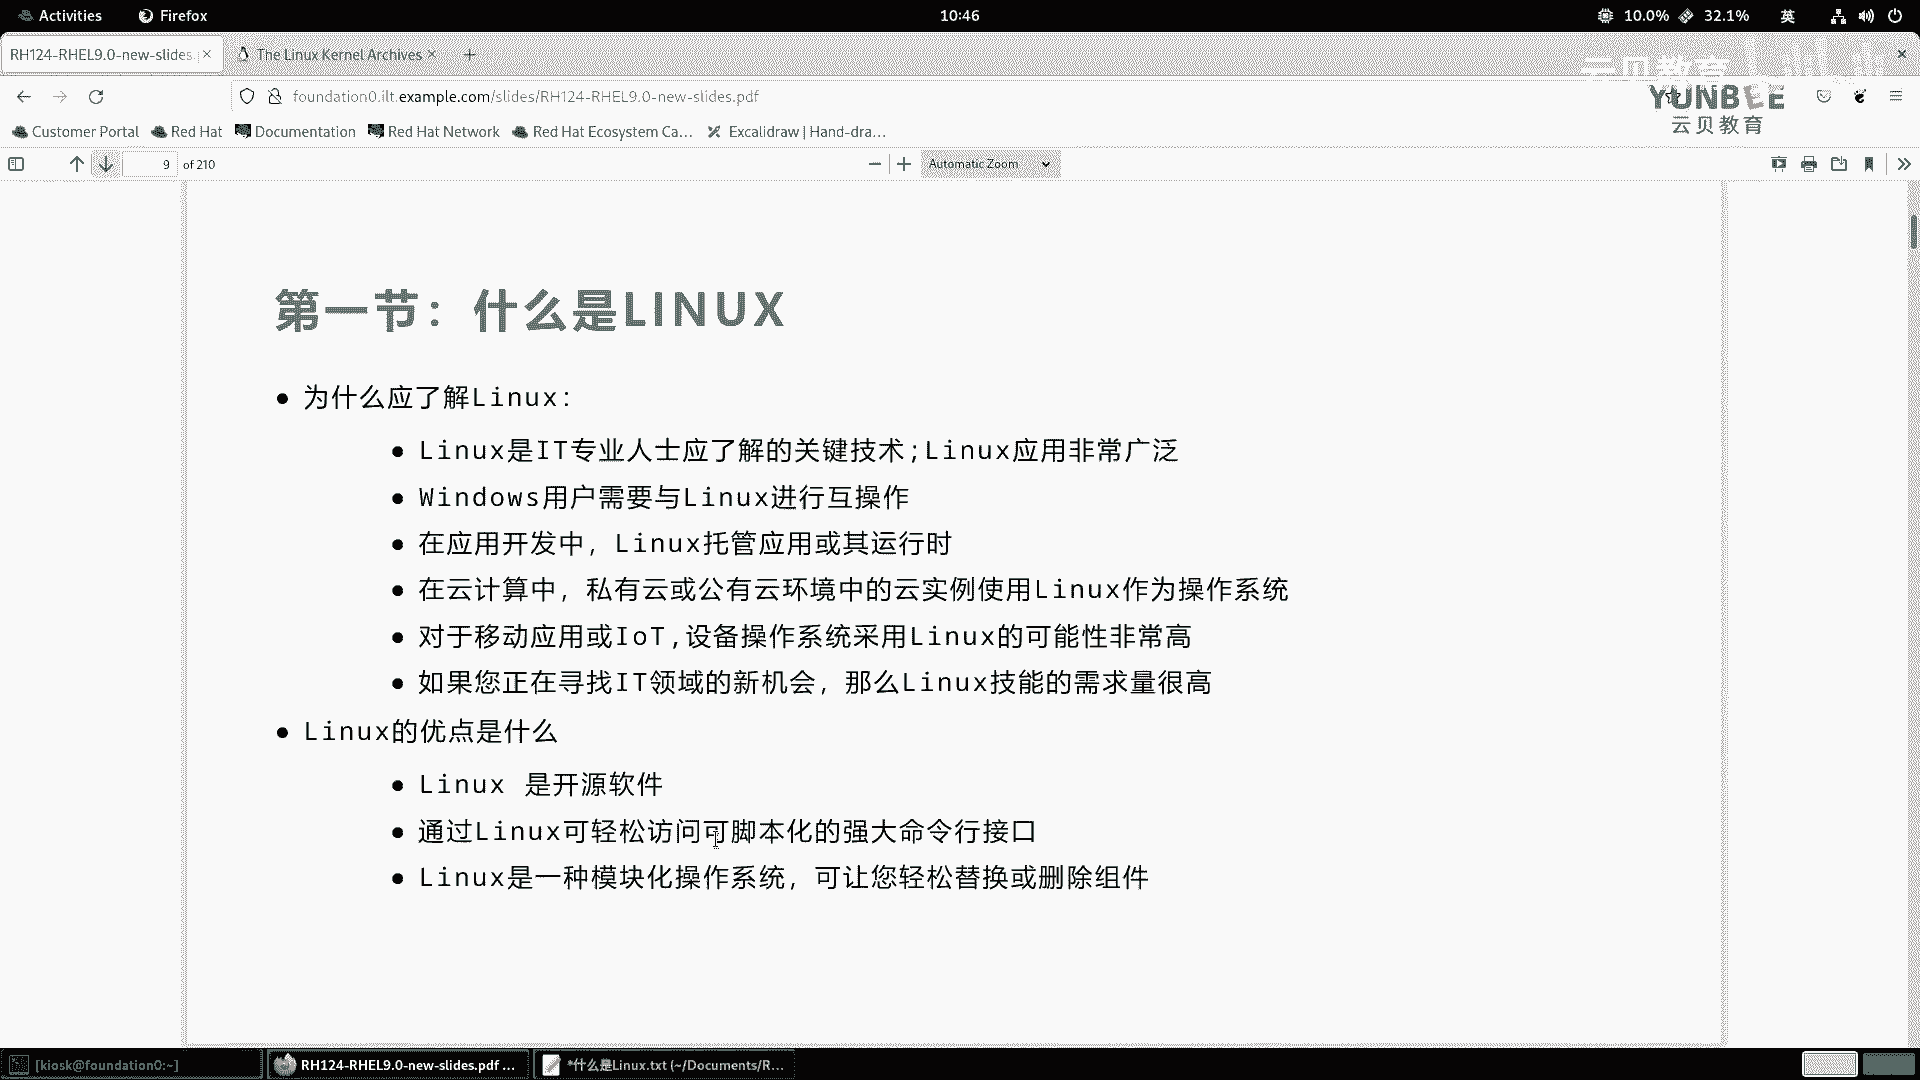 Activities Firefox 10:46 10.0% 32.1% 英
RH124-RHEL9.0-new-slides. The Linux Kernel Archives
foundation0.ilt.example.com/slides/RH124-RHEL9.0-new-slides.pdf
YUNBEE
云贝教育
Customer Portal Red Hat Documentation Red Hat Network Red Hat Ecosystem Ca… Excalidraw | Hand-dra…
9 of 210 Automatic Zoom
第一节：什么是LINUX
● 为什么应了解Linux：
● Linux是IT专业人士应了解的关键技术;Linux应用非常广泛
● Windows用户需要与Linux进行互操作
● 在应用开发中，Linux托管应用或其运行时
● 在云计算中，私有云或公有云环境中的云实例使用Linux作为操作系统
● 对于移动应用或IoT,设备操作系统采用Linux的可能性非常高
● 如果您正在寻找IT领域的新机会，那么Linux技能的需求量很高
● Linux的优点是什么
● Linux 是开源软件
● 通过Linux可轻松访问可脚本化的强大命令行接口
● Linux是一种模块化操作系统，可让您轻松替换或删除组件
[kiosk@foundation0:~] RH124-RHEL9.0-new-slides.pdf … *什么是Linux.txt (~/Documents/R…